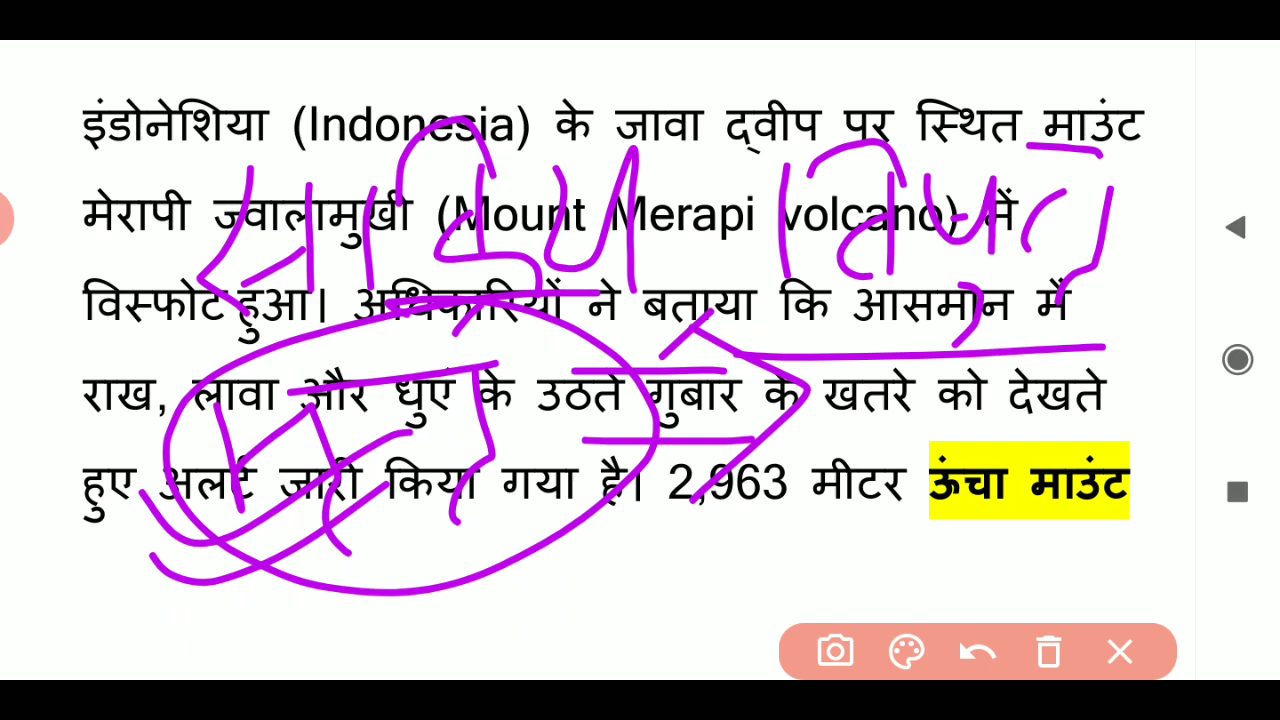 इंडोनेशिया (Indonesia) के जावा द्वीप पर स्थित माउंट
मेरापी ज्वालामुखी (Mount Merapi volcano) में
विस्फोट हुआ। अधिकारियों ने बताया कि आसमान में
राख, लावा और धुएं के उठते गुबार के खतरे को देखते
हुए अलर्ट जारी किया गया है। 2,963 मीटर ऊंचा माउंट